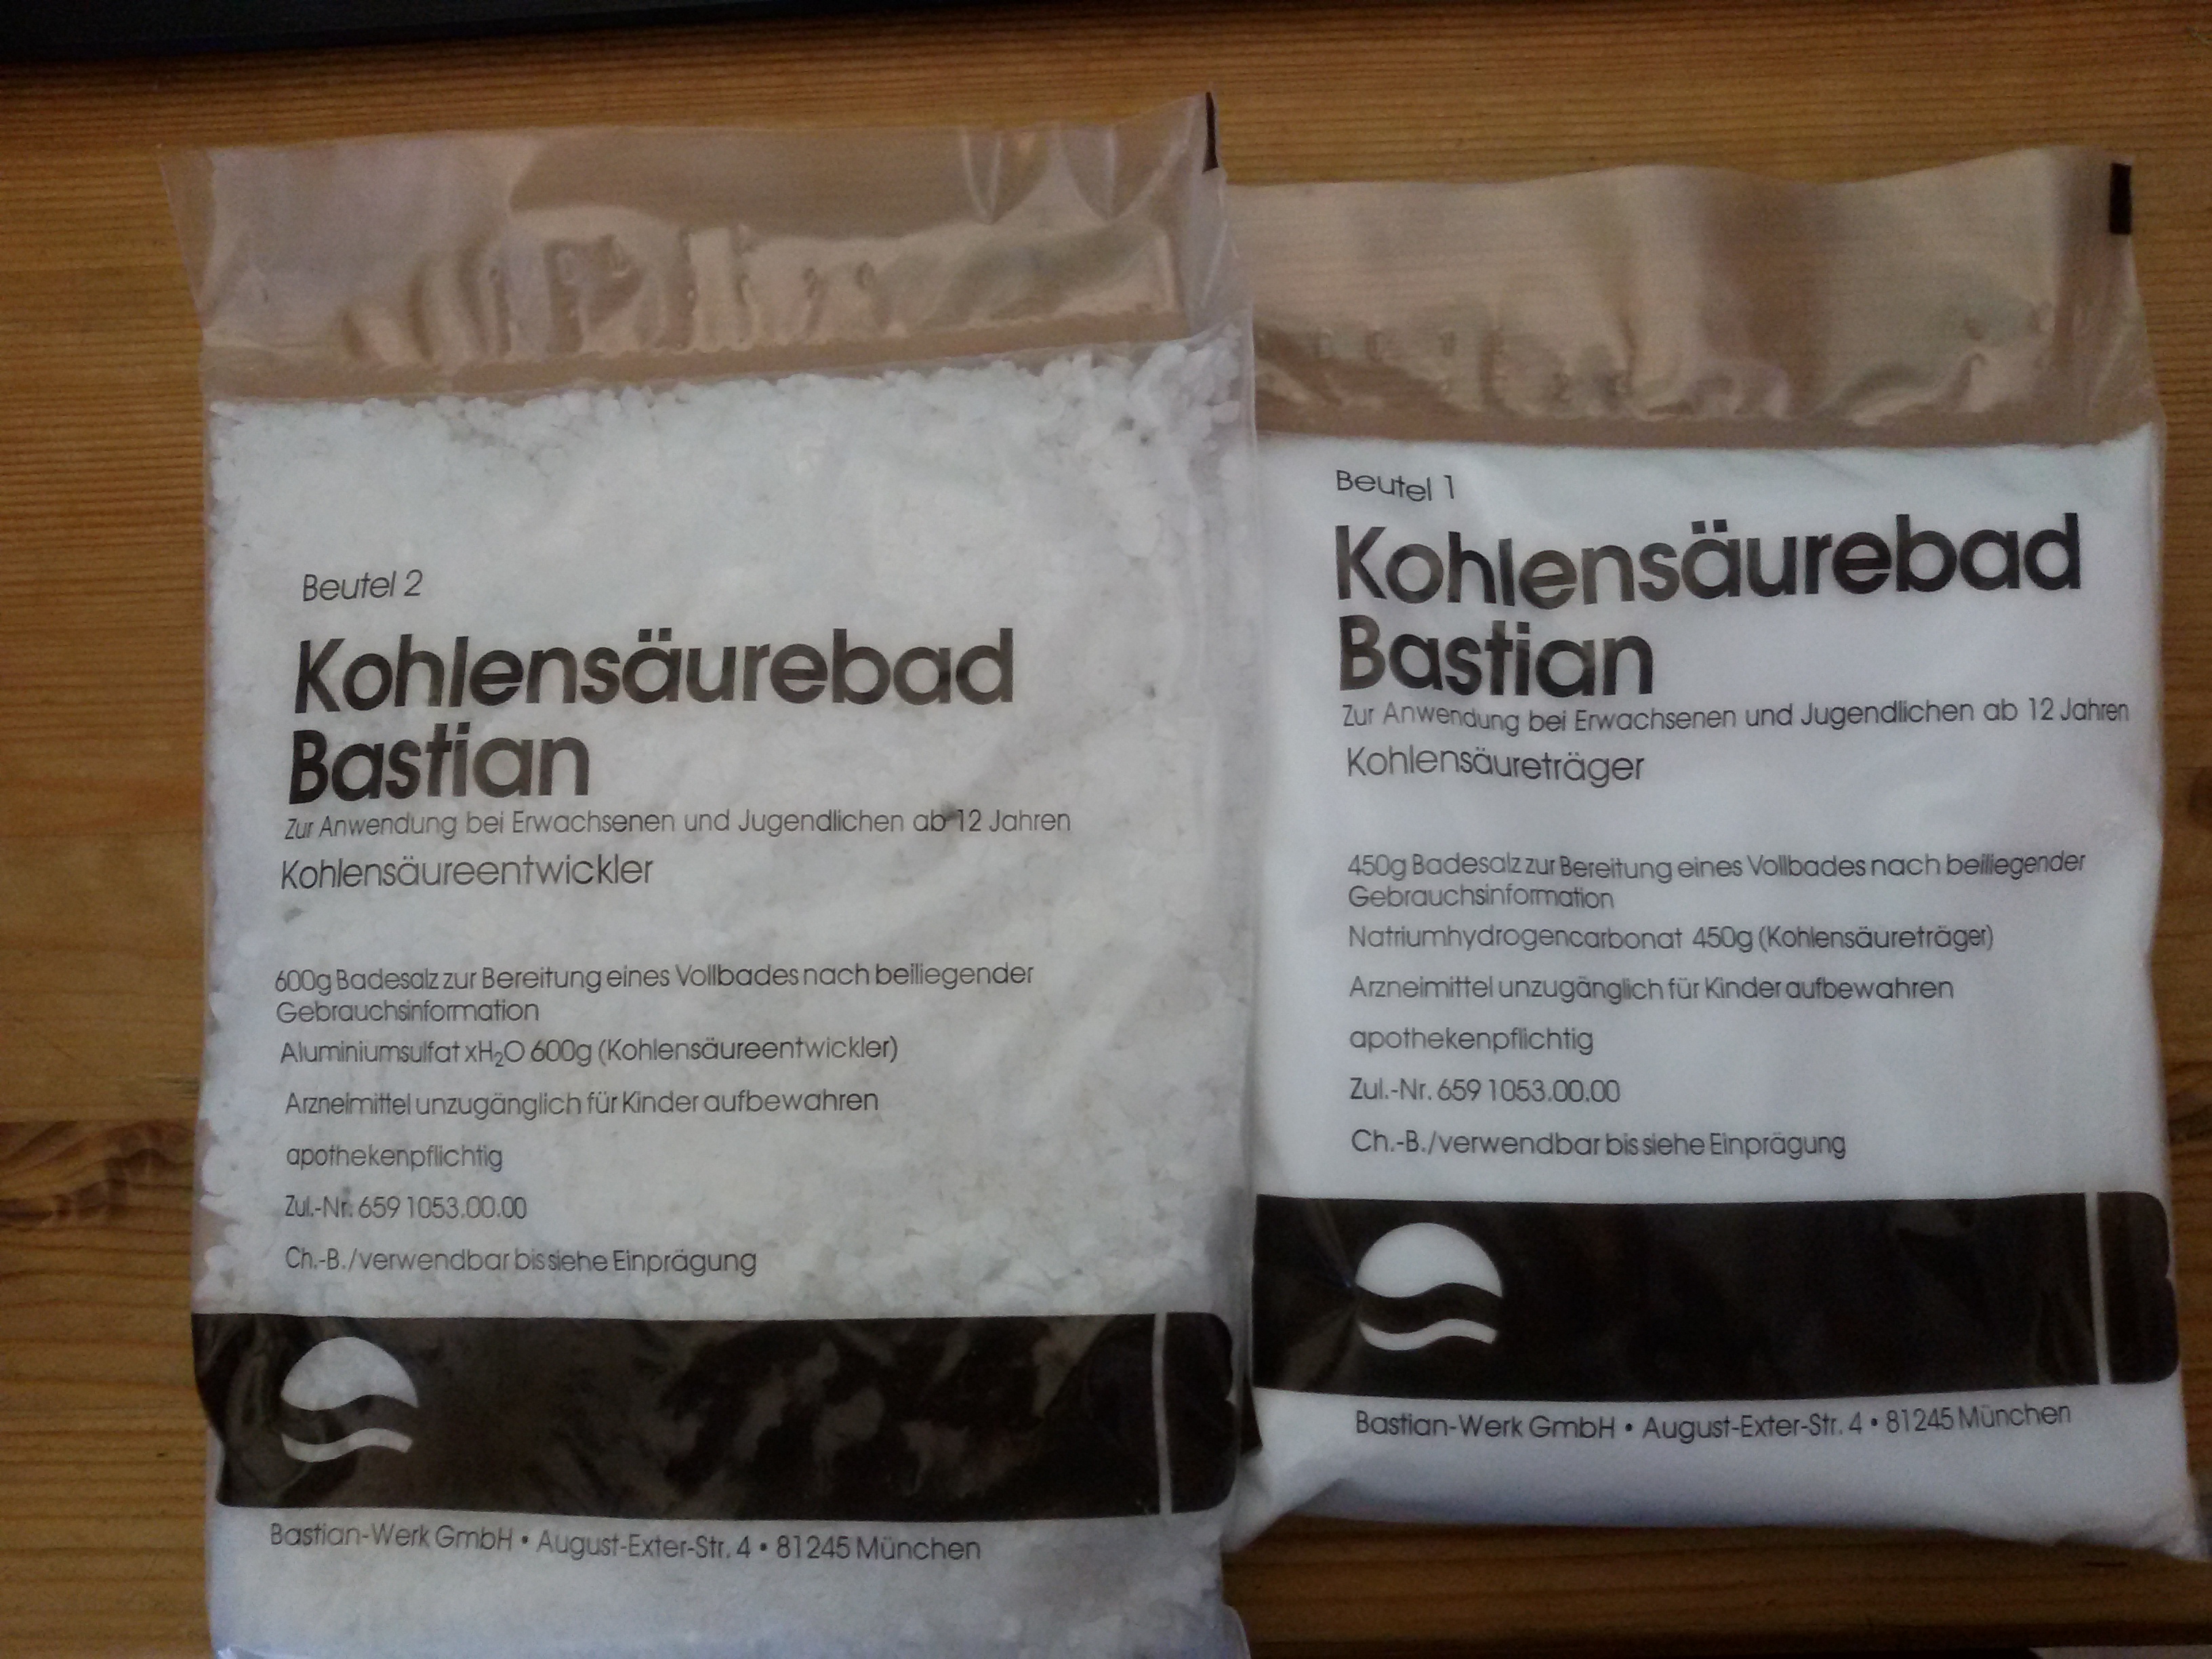 Beutel 2
Kohlensäurebad
Bastian
Zur Anwendung bei Erwachsenen und Jugendlichen ab 12 Jahren
Kohlensäureentwickler
600g Badesalz zur Bereitung eines Vollbades nach beiliegender
Gebrauchsinformation
Aluminiumsulfat xH₂O 600g (Kohlensäureentwickler)
Arzneimittel unzugänglich für Kinder aufbewahren
apothekenpflichtig
Zul.-Nr. 659 1053.00.00
Ch.-B./verwendbar bis siehe Einprägung
Bastian-Werk GmbH • August-Exter-Str. 4 • 81245 München
Beutel 1
Kohlensäurebad
Bastian
Zur Anwendung bei Erwachsenen und Jugendlichen ab 12 Jahren
Kohlensäureträger
450g Badesalz zur Bereitung eines Vollbades nach beiliegender
Gebrauchsinformation
Natriumhydrogencarbonat 450g (Kohlensäureträger)
Arzneimittel unzugänglich für Kinder aufbewahren
apothekenpflichtig
Zul.-Nr. 659 1053.00.00
Ch.-B./verwendbar bis siehe Einprägung
Bastian-Werk GmbH • August-Exter-Str. 4 • 81245 München